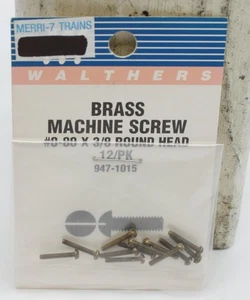 MERRI-7 TRAINS
WALTHERS
BRASS
MACHINE SCREW
#0-80 X 3/8 ROUND HEAD
12/PK
947-1015